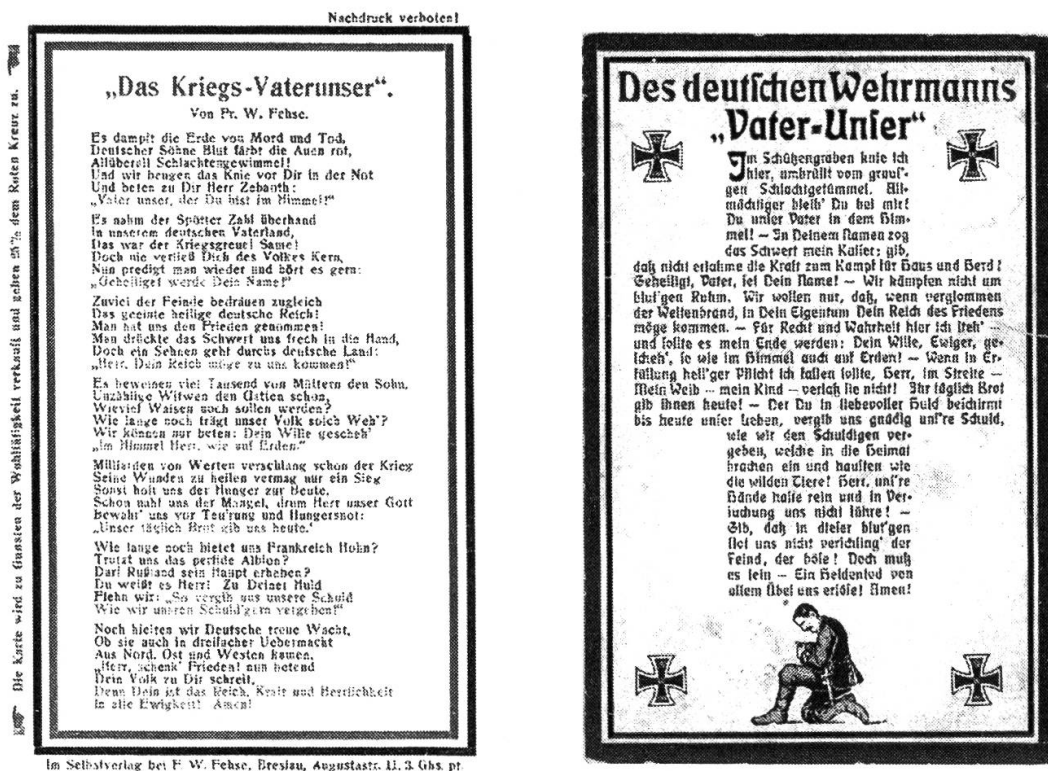 Nachdruck verboten!
Die Karte wird zu Gunsten der Wohltätigkeit verkauft und gehen 25% dem Roten Kreuz zu.
„Das Kriegs-Vaterunser“.
Von Fr. W. Fehse.
Es dampft die Erde von Mord und Tod,
Deutscher Söhne Blut färbt die Auen rot,
Allüberall Schlachtengewimmel!
Und wir beugen das Knie vor Dir in der Not
Und beten zu Dir Herr Zebaoth:
„Vater unser, der Du bist im Himmel!“
Es nahm der Spötter Zahl überhand
In unserem deutschen Vaterland,
Das war der Kriegsgreuel Same!
Doch nie verließ Dich des Volkes Kern,
Nun predigt man wieder und hört es gern:
„Geheiliget werde Dein Name!“
Zuviel der Feinde bedräuen zugleich
Das geeinte heilige deutsche Reich!
Man hat uns den Frieden genommen!
Man drückte das Schwert uns frech in die Hand,
Doch ein Sehnen geht durchs deutsche Land:
„Herr, Dein Reich möge zu uns kommen!“
Es beweinen viel Tausend von Müttern den Sohn,
Unzählige Witwen den Gatten schon,
Wieviel Waisen noch sollen werden?
Wie lange noch trägt unser Volk solch Weh'?
Wir können nur beten: Dein Wille gescheh'
„Im Himmel Herr, wie auf Erden.“
Milliarden von Werten verschlang schon der Krieg
Seine Wunden zu heilen vermag nur ein Sieg
Sonst holt uns der Hunger zur Beute.
Schon naht uns der Mangel, drum Herr unser Gott
Bewahr' uns vor Teu'rung und Hungersnot:
„Unser täglich Brot gib uns heute.“
Wie lange noch bietet uns Frankreich Hohn?
Trutzt uns das perfide Albion?
Darf Rußland sein Haupt erheben?
Du weißt es Herr! Zu Deiner Huld
Flehn wir: „So vergib uns unsere Schuld
Wie wir unseren Schuld'gern vergeben!“
Noch hielten wir Deutsche treue Wacht,
Ob sie auch in dreifacher Uebermacht
Aus Nord, Ost und Westen kamen.
„Herr, schenk' Frieden! nun betend
Dein Volk zu Dir schreit,
Denn Dein ist das Reich, Kraft und Herrlichkeit
In alle Ewigkeit! Amen!
Im Selbstverlag bei F. W. Fehse, Breslau, Augustastr. 3. Ghs. pt.
Des deutschen Wehrmanns
„Vater-Unser“
Im Schützengraben knie ich
hier, umbrüllt vom graus'-
gen Schlachtgetümmel. All-
mächtiger bleib' Du bei mir!
Du unser Vater in dem Him-
mel! – In Deinem Namen zog
das Schwert mein Kaiser; gib,
daß nicht erlahme die Kraft zum Kampf für Haus und Herd!
Geheiligt, Vater, sei Dein Name! – Wir kämpfen nicht um
blut'gen Ruhm. Wir wollen nur, daß, wenn verglommen
der Weltenbrand, in Dein Eigentum Dein Reich des Friedens
möge kommen. – Für Recht und Wahrheit hier ich steh' –
und sollte es mein Ende werden: Dein Wille, Ewiger, ge-
scheh', so wie im Himmel auch auf Erden! – Wenn in Er-
füllung heil'ger Pflicht ich fallen sollte, Herr, im Streite –
Mein Weib – mein Kind – verlaß sie nicht! Ihr täglich Brot
gib ihnen heute! – Der Du in liebevoller Huld beschirmt
bis heute unser Leben, vergib uns gnädig uns're Schuld,
wie wir den Schuldigen ver-
geben, welche in die Heimat
brachen ein und hausten wie
die wilden Tiere! Herr, uns're
Hände halte rein und in Ver-
suchung uns nicht führe! –
Gib, daß in dieser blut'gen
Not uns nicht verschling' der
Feind, der böse! Doch muß
es sein – Ein Heldentod von
allem Übel uns erlöse! Amen!